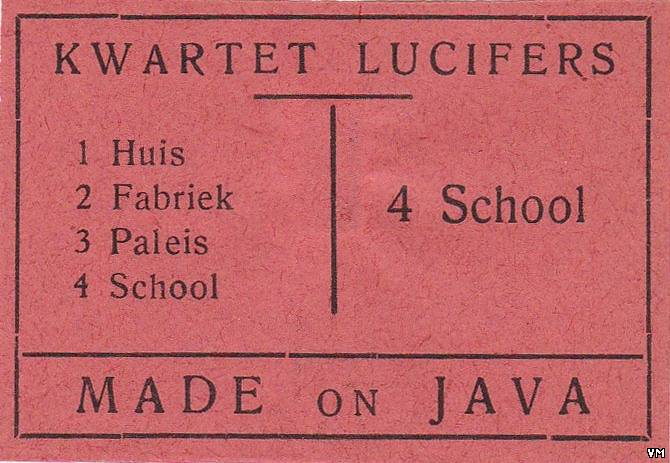 KWARTET LUCIFERS
1 Huis
2 Fabriek
3 Paleis
4 School
4 School
MADE ON JAVA
VM